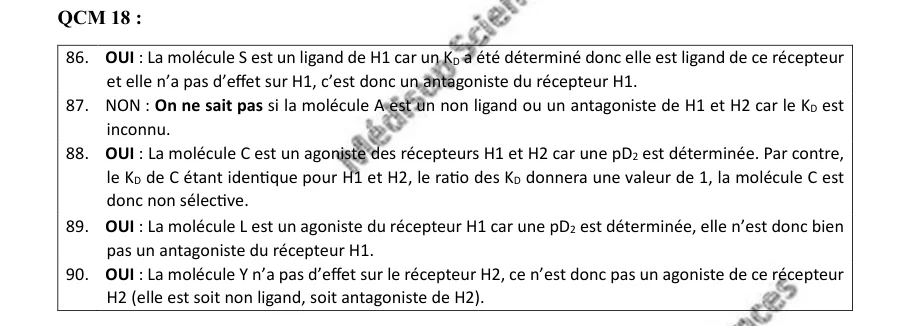 QCM 18 :
86. OUI : La molécule S est un ligand de H1 car un KD a été déterminé donc elle est ligand de ce récepteur
et elle n'a pas d'effet sur H1, c'est donc un antagoniste du récepteur H1.
87. NON : On ne sait pas si la molécule A est un non ligand ou un antagoniste de H1 et H2 car le KD est
inconnu.
88. OUI : La molécule C est un agoniste des récepteurs H1 et H2 car une pD2 est déterminée. Par contre,
le KD de C étant identique pour H1 et H2, le ratio des KD donnera une valeur de 1, la molécule C est
donc non sélective.
89. OUI : La molécule L est un agoniste du récepteur H1 car une pD2 est déterminée, elle n'est donc bien
pas un antagoniste du récepteur H1.
90. OUI : La molécule Y n'a pas d'effet sur le récepteur H2, ce n'est donc pas un agoniste de ce récepteur
H2 (elle est soit non ligand, soit antagoniste de H2).
Médisup Scien
nces